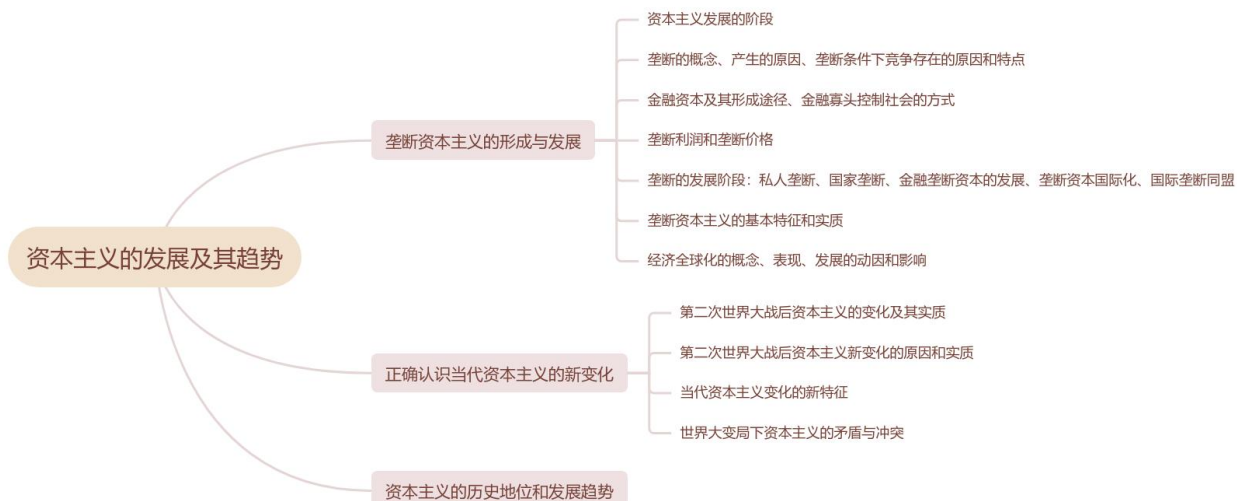 资本主义的发展及其趋势
垄断资本主义的形成与发展
资本主义发展的阶段
垄断的概念、产生的原因、垄断条件下竞争存在的原因和特点
金融资本及其形成途径、金融寡头控制社会的方式
垄断利润和垄断价格
垄断的发展阶段：私人垄断、国家垄断、金融垄断资本的发展、垄断资本国际化、国际垄断同盟
垄断资本主义的基本特征和实质
经济全球化的概念、表现、发展的动因和影响
正确认识当代资本主义的新变化
第二次世界大战后资本主义的变化及其实质
第二次世界大战后资本主义新变化的原因和实质
当代资本主义变化的新特征
世界大变局下资本主义的矛盾与冲突
资本主义的历史地位和发展趋势